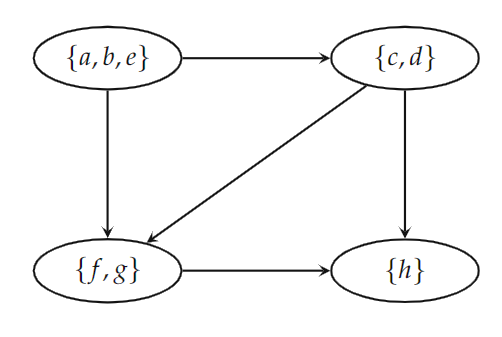 {a, b, e}
{c, d}
{f, g}
{h}